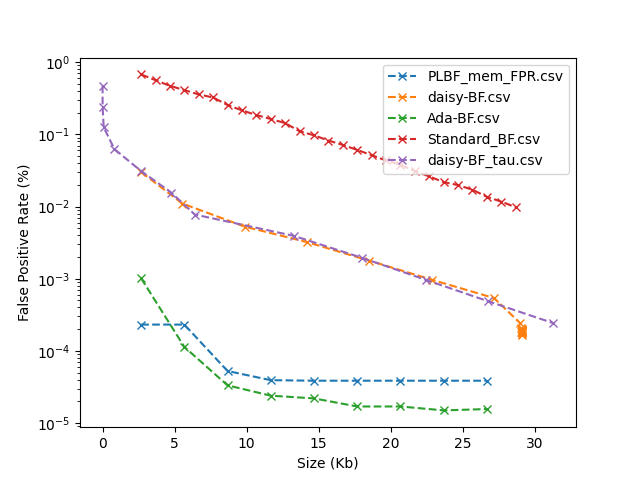 PLBF_mem_FPR.csv
daisy-BF.csv
Ada-BF.csv
Standard_BF.csv
daisy-BF_tau.csv
False Positive Rate (%)
10⁰
10⁻¹
10⁻²
10⁻³
10⁻⁴
10⁻⁵
0 5 10 15 20 25 30
Size (Kb)